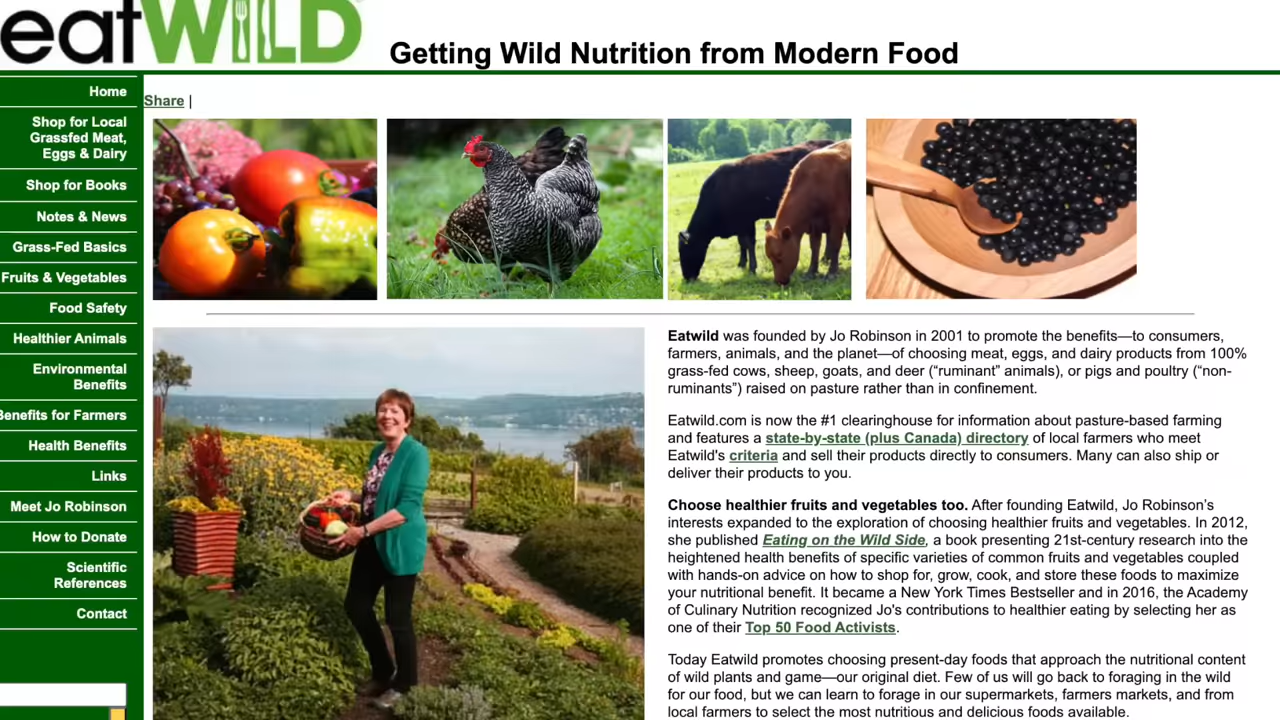 eatWILD
Getting Wild Nutrition from Modern Food
Home
Shop for Local
Grassfed Meat,
Eggs & Dairy
Shop for Books
Notes & News
Grass-Fed Basics
Fruits & Vegetables
Food Safety
Healthier Animals
Environmental
Benefits
Benefits for Farmers
Health Benefits
Links
Meet Jo Robinson
How to Donate
Scientific
References
Contact
Share |
Eatwild was founded by Jo Robinson in 2001 to promote the benefits—to consumers,
farmers, animals, and the planet—of choosing meat, eggs, and dairy products from 100%
grass-fed cows, sheep, goats, and deer (“ruminant” animals), or pigs and poultry (“non-
ruminants”) raised on pasture rather than in confinement.
Eatwild.com is now the #1 clearinghouse for information about pasture-based farming
and features a state-by-state (plus Canada) directory of local farmers who meet
Eatwild's criteria and sell their products directly to consumers. Many can also ship or
deliver their products to you.
Choose healthier fruits and vegetables too. After founding Eatwild, Jo Robinson’s
interests expanded to the exploration of choosing healthier fruits and vegetables. In 2012,
she published Eating on the Wild Side, a book presenting 21st-century research into the
heightened health benefits of specific varieties of common fruits and vegetables coupled
with hands-on advice on how to shop for, grow, cook, and store these foods to maximize
your nutritional benefit. It became a New York Times Bestseller and in 2016, the Academy
of Culinary Nutrition recognized Jo's contributions to healthier eating by selecting her as
one of their Top 50 Food Activists.
Today Eatwild promotes choosing present-day foods that approach the nutritional content
of wild plants and game—our original diet. Few of us will go back to foraging in the wild
for our food, but we can learn to forage in our supermarkets, farmers markets, and from
local farmers to select the most nutritious and delicious foods available.